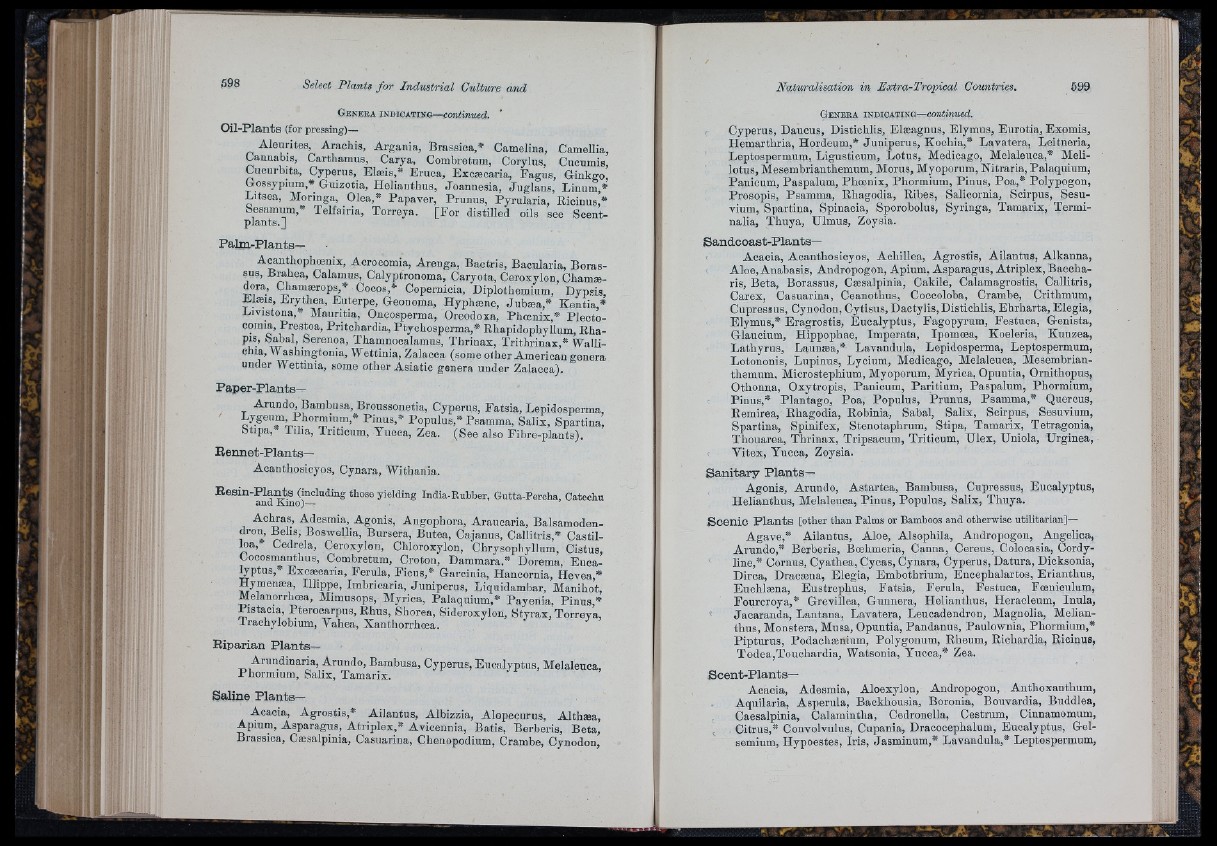 598 Select Plants for Industrial Culture and
GENERA INDICATING—continued.
Oil-Plants (for pressing)—
Aleurites, Arachis, Argania, Brassica,* Camelina, Camellia,
Cannabis, Carthamus, Carya, Combretum, Corylus, Cucumis,
Cucurbita, Cyperus, Elæis,* Eruca, Excæcaria, Fagus, Ginkgo,
Gossypium,* Guizotia, Helianthus, Joannesia, Juglans, Linum,*
Litsea, Moringa, Olea,* Papaver, Prunus, Pyrularia, Ricinus,*
Sesamum,* Telfairia, Torreya. [For distilled oils see Scent-
plants.]
Palm-Plants—
Acanthophœnix, Acrocomia, Arenga, Bactris, Bacularia, Boras-
sus, Brahea, Calamus, Calyptronoma, Caryota, Ceroxylon, Chamæ-
dora, Chamærops,* Cocos,* Copernicia, Diplothemium, Dypsis,
Elæis, Erythea, Euterpe, Geonoma, Hyphæne, Jubæa,* Kentia,*
Livistona,* Mauritia, Oncosperma, Oreodoxa, Phœnix,* Plecto-
comia, Prestoa, Pritchardia, Ptychosperma,* Rhapidophyllum, Rha-
pis, Sabal, Serenoa, Thamnocalamus, Thrinax, Trithrinax,* Walli-
chia, Washingtonia, Wettinia, Zalacca (some other American genera
under Wettinia, some other Asiatic genera under Zalacca).
Paper-Plants—
Arundo, Bambusa, Broussonetia, Cyperus, Fatsia, Lepidosperma,
Lygeum, Phormium,* Pinus,* Populus,* Psamma, Salix, Spartina,
Stipa,* Tilia, Triticum, Yucca, Zea. (See also Fibre-plants).
Rennet-Plants—
Acanthosicyos, Cynara, Withania.
Resin-Plants (including those yielding India-Rubber, Gutta-Percha, Catechu
and Kino)—
Achras, Adesmia, Agonis, Angophora, Araucaria, Balsamoden-
dron, Belis, Boswellia, Bursera, Butea, Cajanus, Callitris,* Castil-
loa,* Cedrela, Ceroxylon, Chloroxylon, Chrysophyllum, Cistus,
Cocosmanthus, Combretum, Croton, Dammara.* Dorema, Euca-
lyptus,* Excæcaria, Ferula, Ficus,* Garcinia, Hancornia, Hevea,*
Hymenæa, Illippe, Imbricaria, Juniperus, Liquidambar, Manihot,
Melanorrhœa, Mimusops, Myrica, Palaquium,* Payenia, Pinus,*
Pistacia, Pterocarpus, Rhus, Shorea, Sideroxylon, Styrax, Torreya,
Trachylobium, Vahea, Xanthorrhœa.
Riparian Plants—
Arundinaria, Arundo, Bambusa, Cyperus, Eucalyptus, Melaleuca,
Phormium, Salix, Tamarix.
Saline Plants—
Acacia, Agrostis,* Ailantus, Albizzia, Alopecurus, Althæa,
Apium, Asparagus, Atriplex,* Avicennia, Batis, Berberis, Beta,
Brassica, Cæsalpinia, Casuarina, Chenopodium, Crambe, Cynodon,
Naturalisation in Extra-Tropical Countries. 599
GENERA INDICATING—continued.
Cyperus, Daucus, Distichlis, Elæagnus, Elymus, Eurotia, Exomis,
Hemarthria, Hordeum,* Juniperus, Kochia,* Lavatera, Leitneria,
Leptospermum, Ligusticum, Lotus, Medicago, Melaleuca,* Meli-
lotus, Mesembrianthemum, Morus, Myoporum, Nitraria, Palaquium,
Panicum, Paspalum, Phœnix, Phormium, Pinus, Poa,* Polypogon,
Prosopis, Psamma, Rhagodia, Ribes, Salicornia, Scirpus, Sesu-
vium, Spartina, Spinacia, Sporobolus, Syringa, Tamarix, Termi-
nalia, Thuya, Ulmus, Zoysia.
Sandcoast-Plants—
Acacia, Acanthosicyos, Achillea, Agrostis, Ailantus, Alkanna,
Aloe, Anabasis, Andropogon, Apium, Asparagus, Atriplex, Baccha-
ris, Beta, Borassus, Cæsalpinia, Cakile, Calamagrostis, Callitris,
Carex, Casuarina, Ceanothus, Coccoloba, Crambe, Crithmum,
Cupressus, Cynodon, Cytisus, Dactylis, Distichlis, Ehrharta, Elegia,
Elymus,* Eragrostis, Eucalyptus, Fagopyrum, Festuca, Genista,
Glaucium, Hippophae, Imperata, Ipomœa, Koeleria, Kunzea,
Lathyrus, Launæa,* Lavandula, Lepidosperma, Leptospermum,
Lotononis, Lupinus, Lycium, Medicago, Melaleuca, Mesembrian-
themum, Microstephium, Myoporum, Myrica, Opuntia, Ornithopus,
Othonna, Oxytropis, Panicum, Paritium, Paspalum, Phormium,
Pinus,* Plantago, Poa, Populus, Prunus, Psamma,* Quercus,
Remirea, Rhagodia, Robinia, Sabal, Salix, Scirpus, Sesuvium,
Spartina, Spinifex, Stenotaphrum, Stipa, Tamarix, Tetragonia,
Thouarea, Thrinax, Tripsacum, Triticum, Ulex, Uniola, Urginea,
Vitex, Yucca, Zoysia.
Sanitary Plants—
Agonis, Arundo, Astartea, Bambusa, Cupressus, Eucalyptus,
Helianthus, Melaleuca, Pinus, Populus, Salix, Thuya.
Scenic Plants [other than Palms or Bamboos and otherwise utilitarian]—
Agave,* Ailantus, Aloe, Alsophila, Andropogon, Angelica,
Arundo,* Berberis, Bœhmeria, Canna, Cereus, Colocasia, Cordy-
line,* Cornus, Cyathea, Cycas, Cynara, Cyperus, Datura, Dicksonia,
Dirca, Dracæna, Elegia, Embothrium, Encephalartos, Erianthus,
Euchlæna, Eustrephus, Fatsia, Ferula, Festuca, Fœniculum,
Fourcroya,* Grevillea, Gunnera, Helianthus, Heracleum, Inula,
Jacaranda, Lantana, Lavatera, Leucadendron, Magnolia, Melian-
thus, Monstera, Musa, Opuntia, Pandanus, Paulownia, Phormium,*
Pipturus, Podachænium, Polygonum, Rheum, Richardia, Ricinus,
Todea, Touchardia, Watsonia, Yucca,* Zea.
Scent-Plants—
Acacia, Adesmia, Aloexylon, Andropogon, Anthoxanthum,
Aquilaria, Asperula, Backhousia, Boronia, Bouvardia, Buddlea,
Caesalpinia, Calamintha, Cedronella, Cestrum, Cinnamomum,
Citrus,* Convolvulus, Cupania, Dracocephalum, Eucalyptus, Gel-
semium, Hypoestes, Iris, Jasminum,* Lavandula,* Leptospermum,